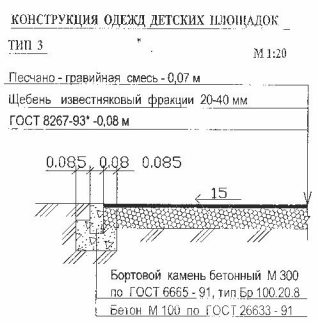 КОНСТРУКЦИЯ ОДЕЖД ДЕТСКИХ ПЛОЩАДОК
ТИП 3
М 1:20
Песчано - гравийная смесь - 0,07 м
Щебень известняковый фракции 20-40 мм
ГОСТ 8267-93* -0,08 м
0.085 0.08 0.085
15
Бортовой камень бетонный М 300
по ГОСТ 6665 - 91, тип Бр 100.20.8
Бетон М 100 по ГОСТ 26633 - 91